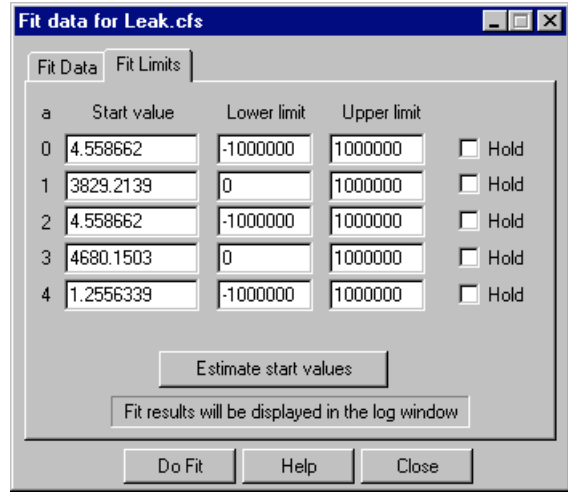 Fit data for Leak.cfs
Fit Data Fit Limits
a Start value Lower limit Upper limit
0 4.558662 -1000000 1000000 Hold
1 3829.2139 0 1000000 Hold
2 4.558662 -1000000 1000000 Hold
3 4680.1503 0 1000000 Hold
4 1.2556339 -1000000 1000000 Hold
Estimate start values
Fit results will be displayed in the log window
Do Fit Help Close